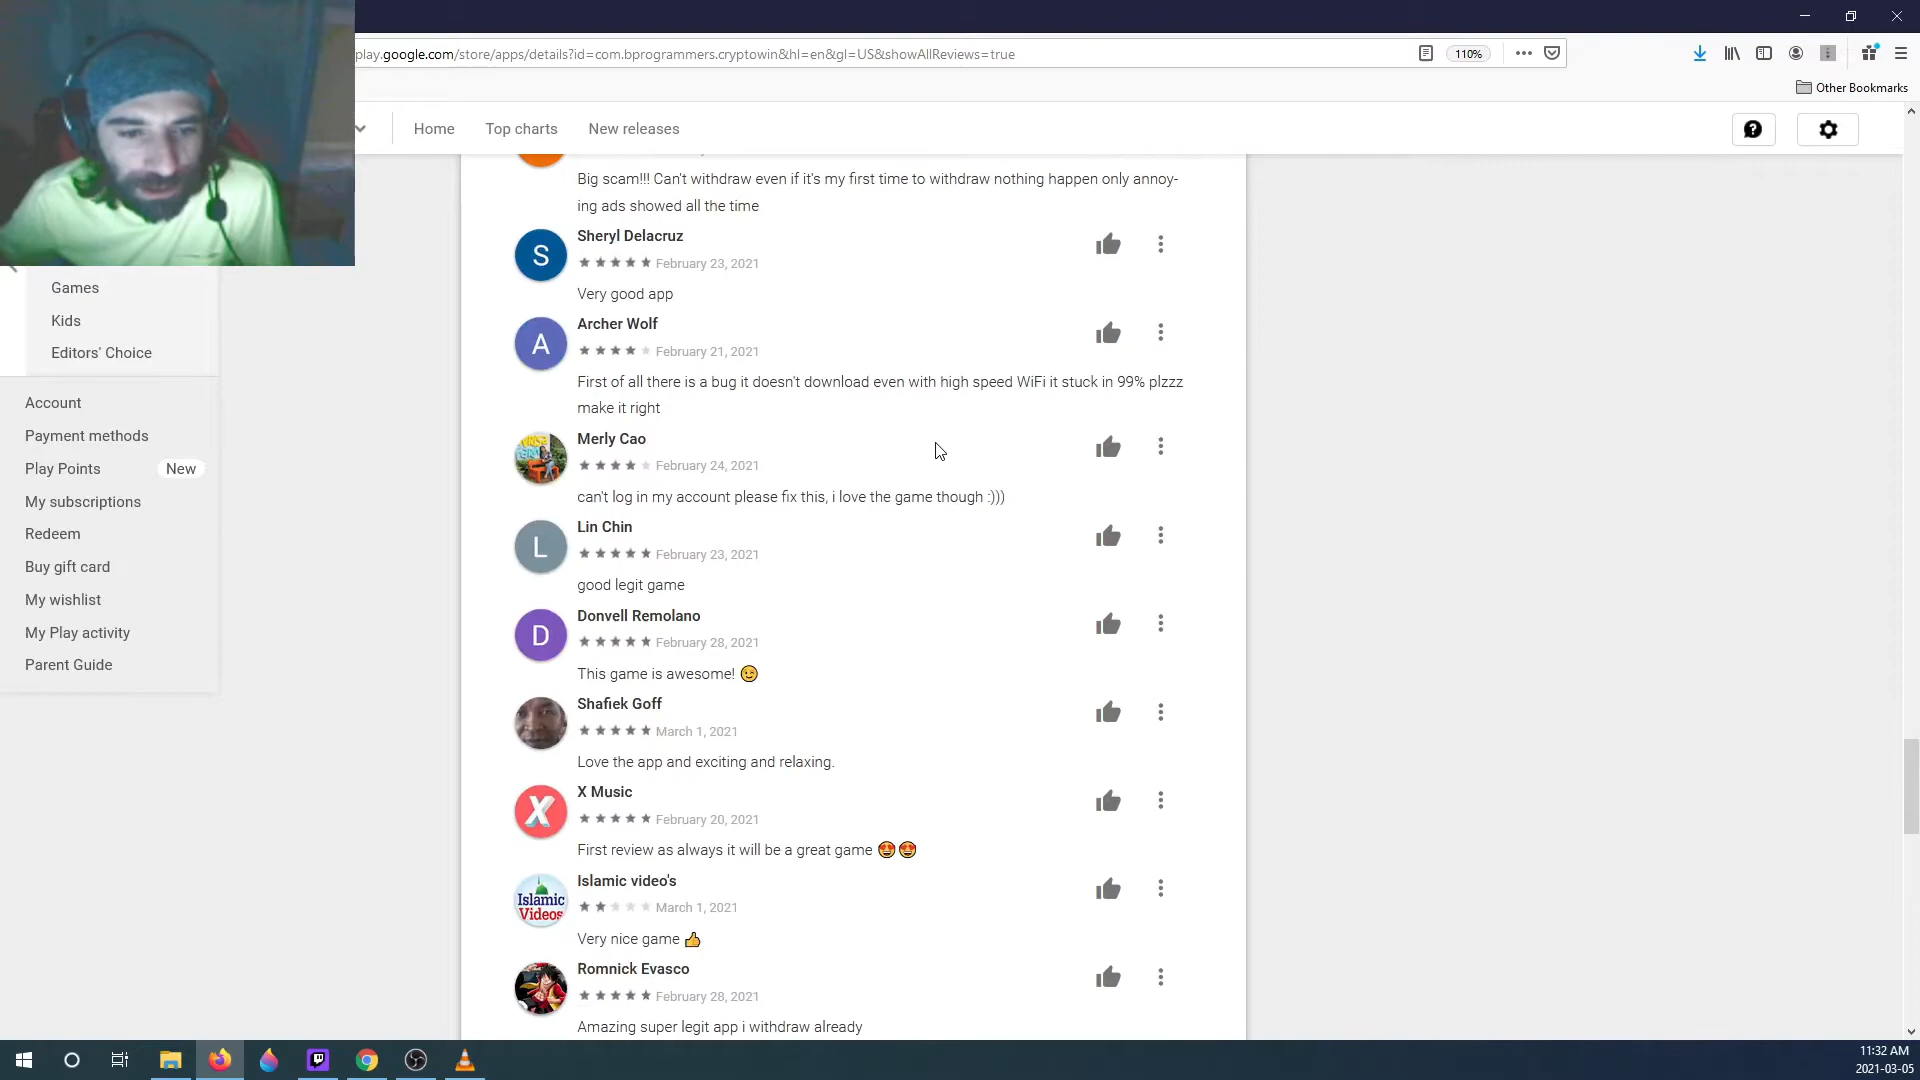 play.google.com/store/apps/details?id=com.bprogrammers.cryptowin&hl=en&gl=US&showAllReviews=true
110%
Other Bookmarks
Home
Top charts
New releases
Games
Kids
Editors' Choice
Account
Payment methods
Play Points
New
My subscriptions
Redeem
Buy gift card
My wishlist
My Play activity
Parent Guide
Big scam!!! Can't withdraw even if it's my first time to withdraw nothing happen only annoy-
ing ads showed all the time
S
Sheryl Delacruz
February 23, 2021
Very good app
A
Archer Wolf
February 21, 2021
First of all there is a bug it doesn't download even with high speed WiFi it stuck in 99% plzzz
make it right
Merly Cao
February 24, 2021
can't log in my account please fix this, i love the game though :)))
L
Lin Chin
February 23, 2021
good legit game
D
Donvell Remolano
February 28, 2021
This game is awesome! 😉
Shafiek Goff
March 1, 2021
Love the app and exciting and relaxing.
X
X Music
February 20, 2021
First review as always it will be a great game 😍😍
Islamic
Videos
Islamic video's
March 1, 2021
Very nice game 👍
Romnick Evasco
February 28, 2021
Amazing super legit app i withdraw already
11:32 AM
2021-03-05